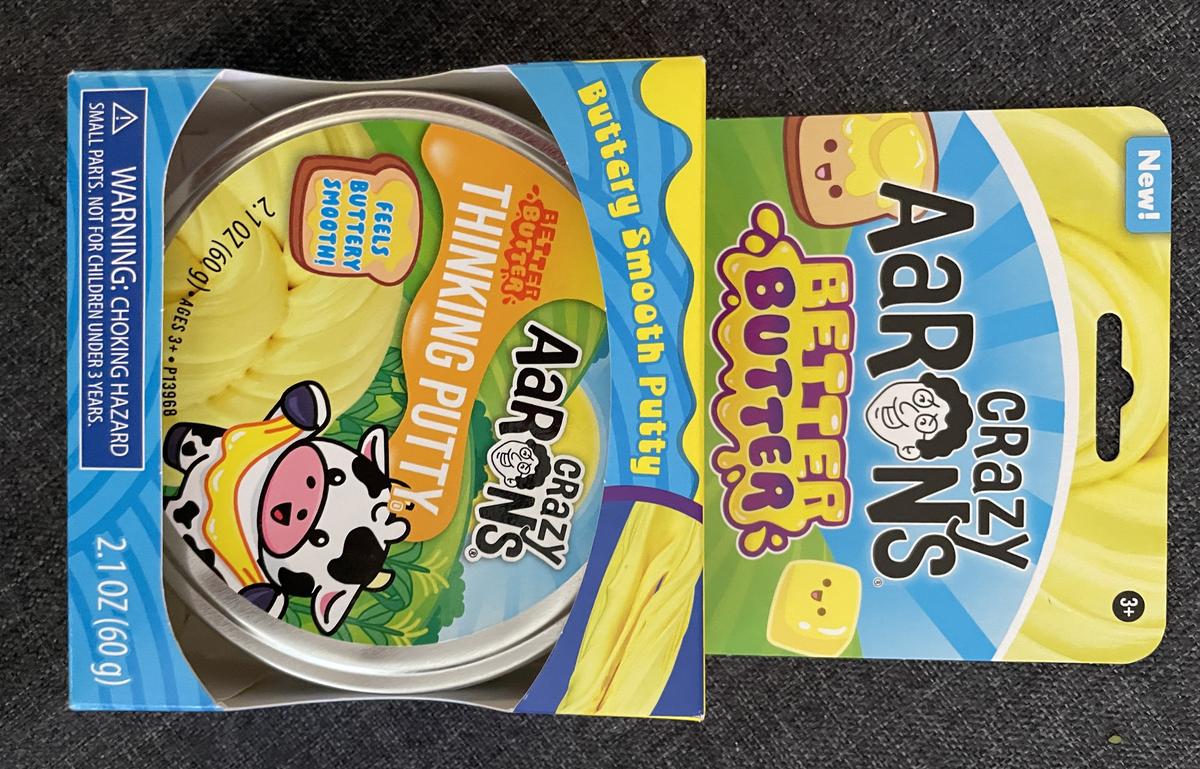 New!
3+
CRazy
AaRONS®
BETTER
BUTTER
Buttery Smooth Putty
CRazy
AaRONS®
BETTER
BUTTER
THINKING PUTTY®
FEELS
BUTTERY
SMOOTH!
2.1 OZ (60 g) • AGES 3+ • P1396B
WARNING: CHOKING HAZARD
SMALL PARTS. NOT FOR CHILDREN UNDER 3 YEARS.
2.1 OZ (60 g)